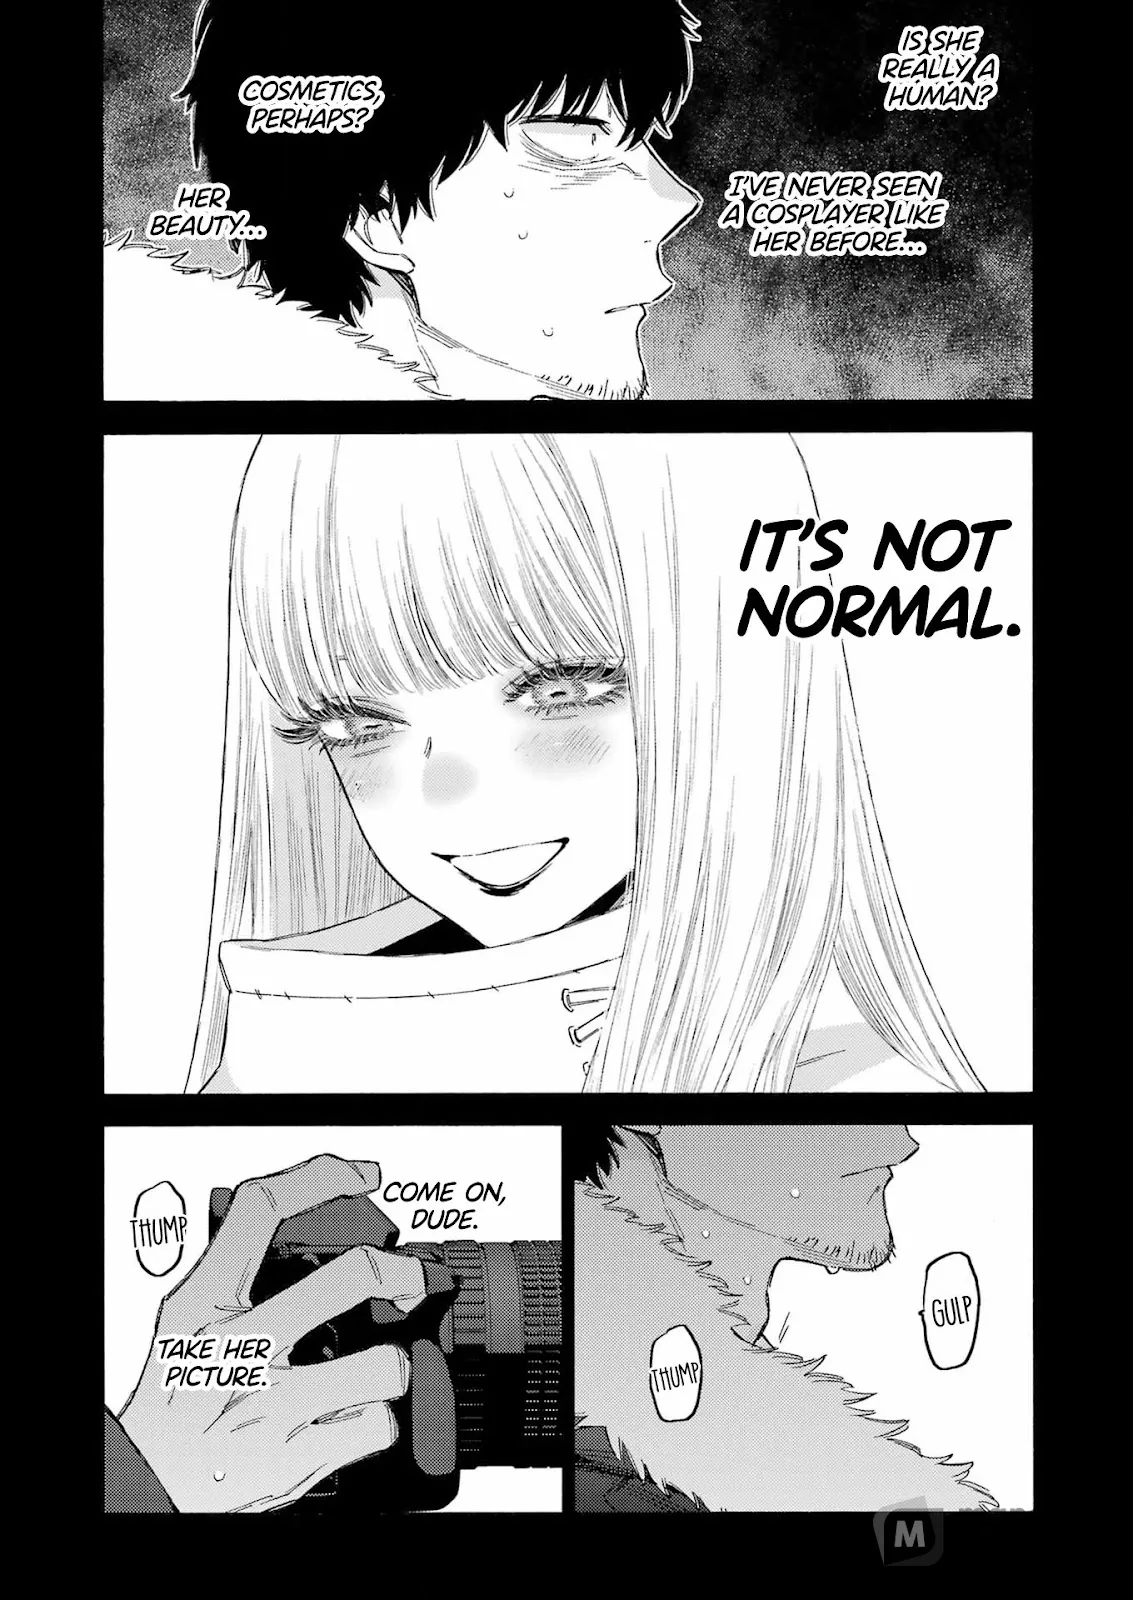 IS SHE
REALLY A
HUMAN?
I'VE NEVER SEEN
A COSPLAYER LIKE
HER BEFORE...
COSMETICS,
PERHAPS?
HER
BEAUTY...
IT'S NOT
NORMAL.
GULP
THUMP
COME ON,
DUDE.
THUMP
TAKE HER
PICTURE.
M